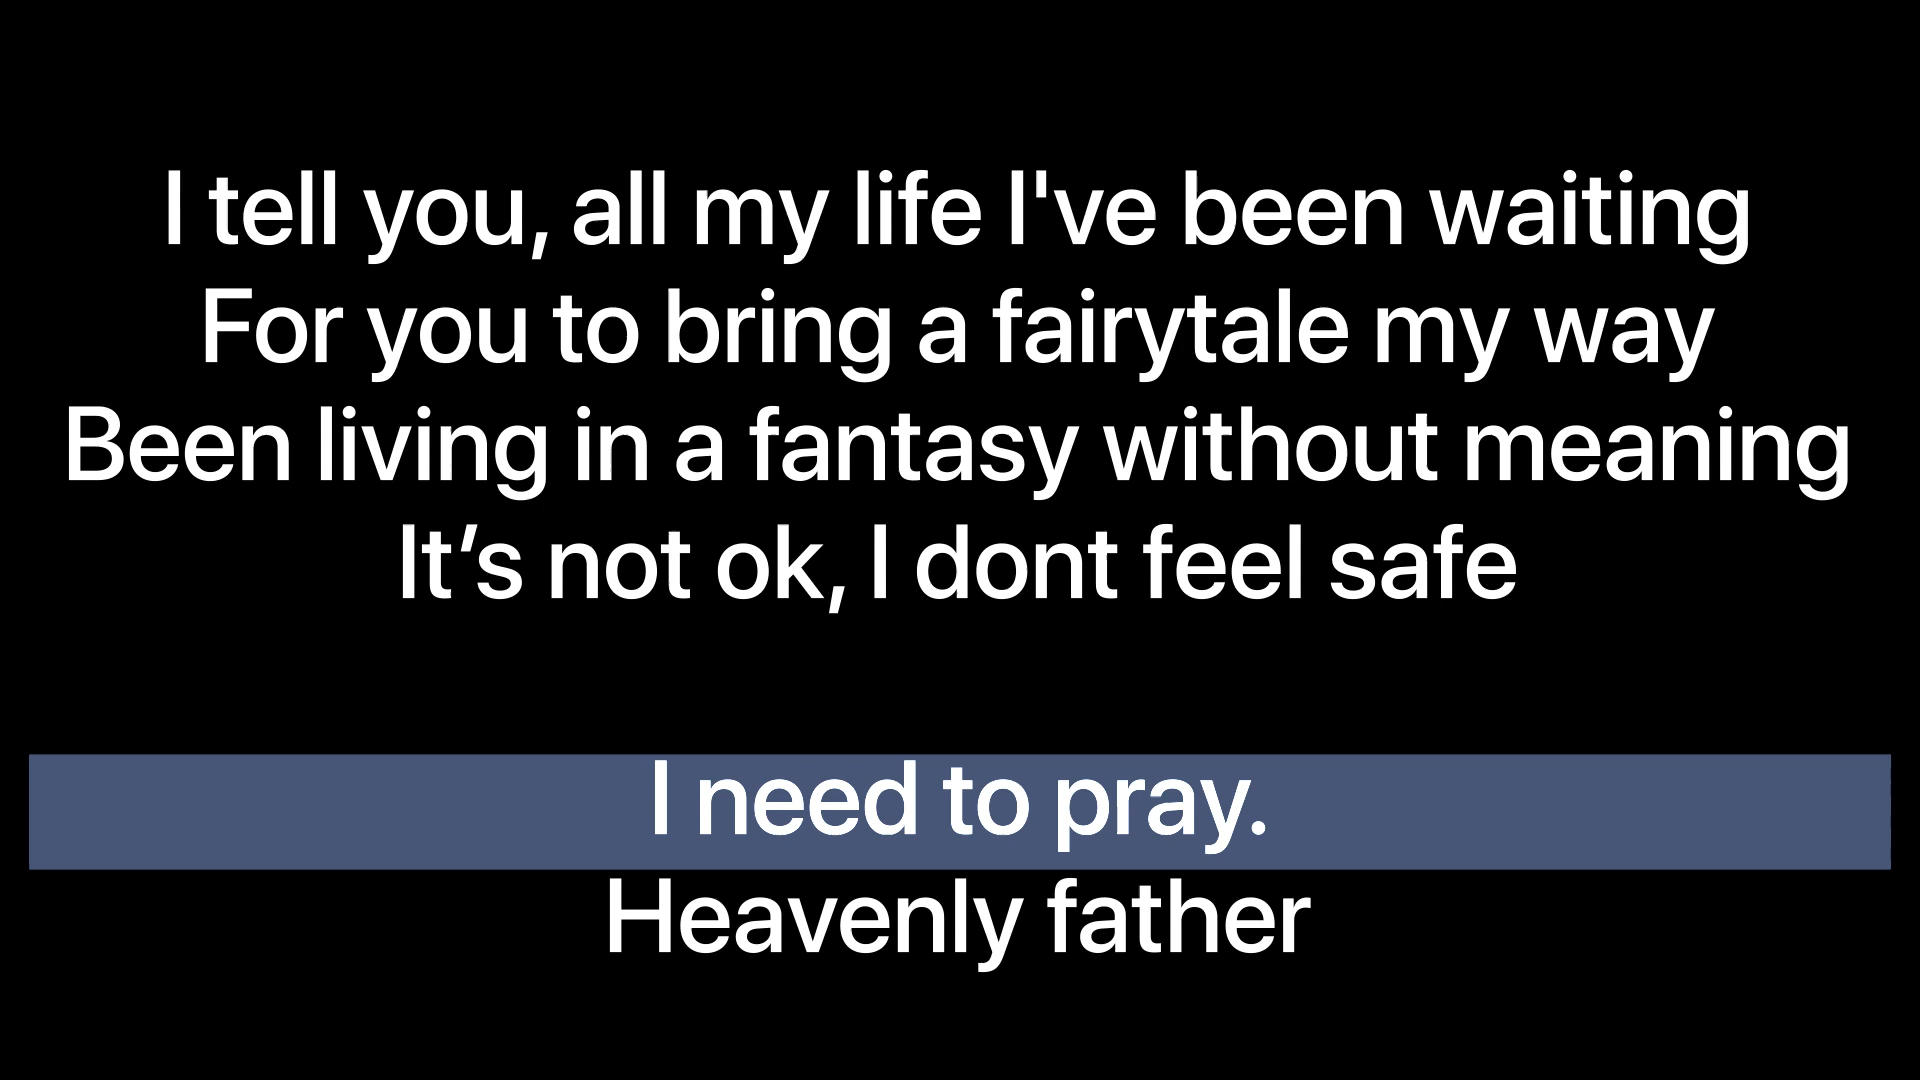 I tell you, all my life I've been waiting
For you to bring a fairytale my way
Been living in a fantasy without meaning
It’s not ok, I dont feel safe
I need to pray.
Heavenly father